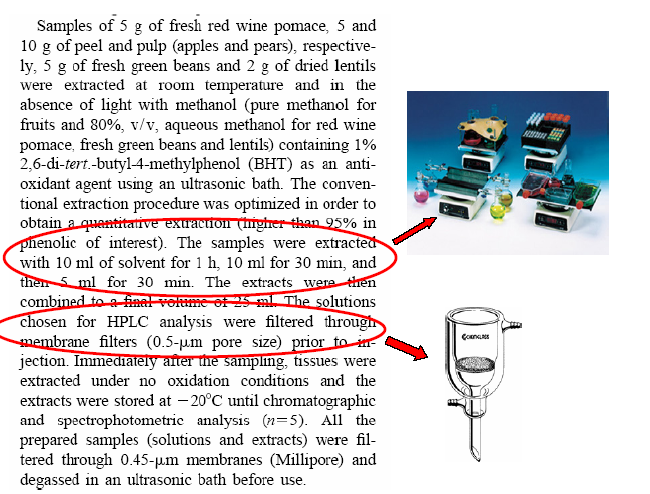 Samples of 5 g of fresh red wine pomace, 5 and
10 g of peel and pulp (apples and pears), respective-
ly, 5 g of fresh green beans and 2 g of dried lentils
were extracted at room temperature and in the
absence of light with methanol (pure methanol for
fruits and 80%, v/v, aqueous methanol for red wine
pomace, fresh green beans and lentils) containing 1%
2,6-di-tert.-butyl-4-methylphenol (BHT) as an anti-
oxidant agent using an ultrasonic bath. The conven-
tional extraction procedure was optimized in order to
obtain a quantitative extraction (higher than 95% in
phenolic of interest). The samples were extracted
with 10 ml of solvent for 1 h, 10 ml for 30 min, and
then 5 ml for 30 min. The extracts were then
combined to a final volume of 25 ml. The solutions
chosen for HPLC analysis were filtered through
membrane filters (0.5-μm pore size) prior to in-
jection. Immediately after the sampling, tissues were
extracted under no oxidation conditions and the
extracts were stored at −20°C until chromatographic
and spectrophotometric analysis (n=5). All the
prepared samples (solutions and extracts) were fil-
tered through 0.45-μm membranes (Millipore) and
degassed in an ultrasonic bath before use.
CHEMGLASS